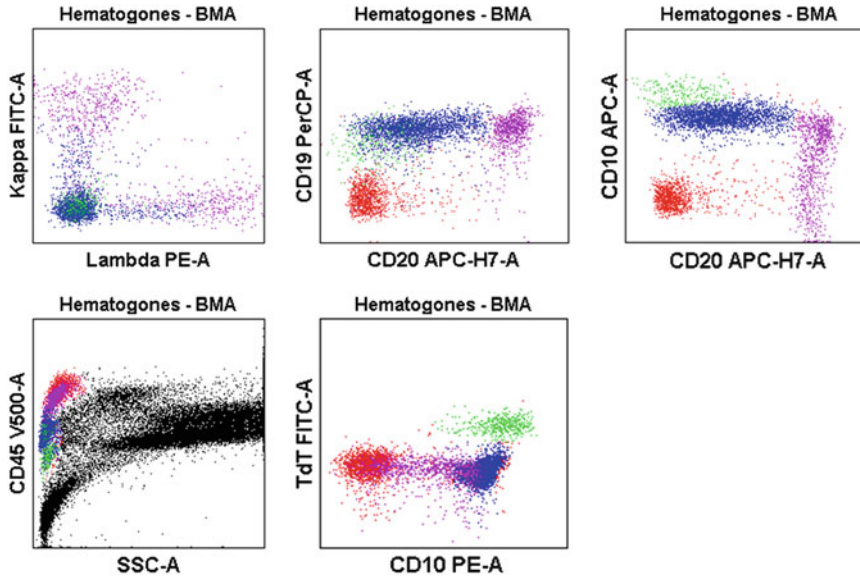 Hematogones - BMA
Kappa FITC-A
Lambda PE-A
Hematogones - BMA
CD19 PerCP-A
CD20 APC-H7-A
Hematogones - BMA
CD10 APC-A
CD20 APC-H7-A
Hematogones - BMA
CD45 V500-A
SSC-A
Hematogones - BMA
TdT FITC-A
CD10 PE-A